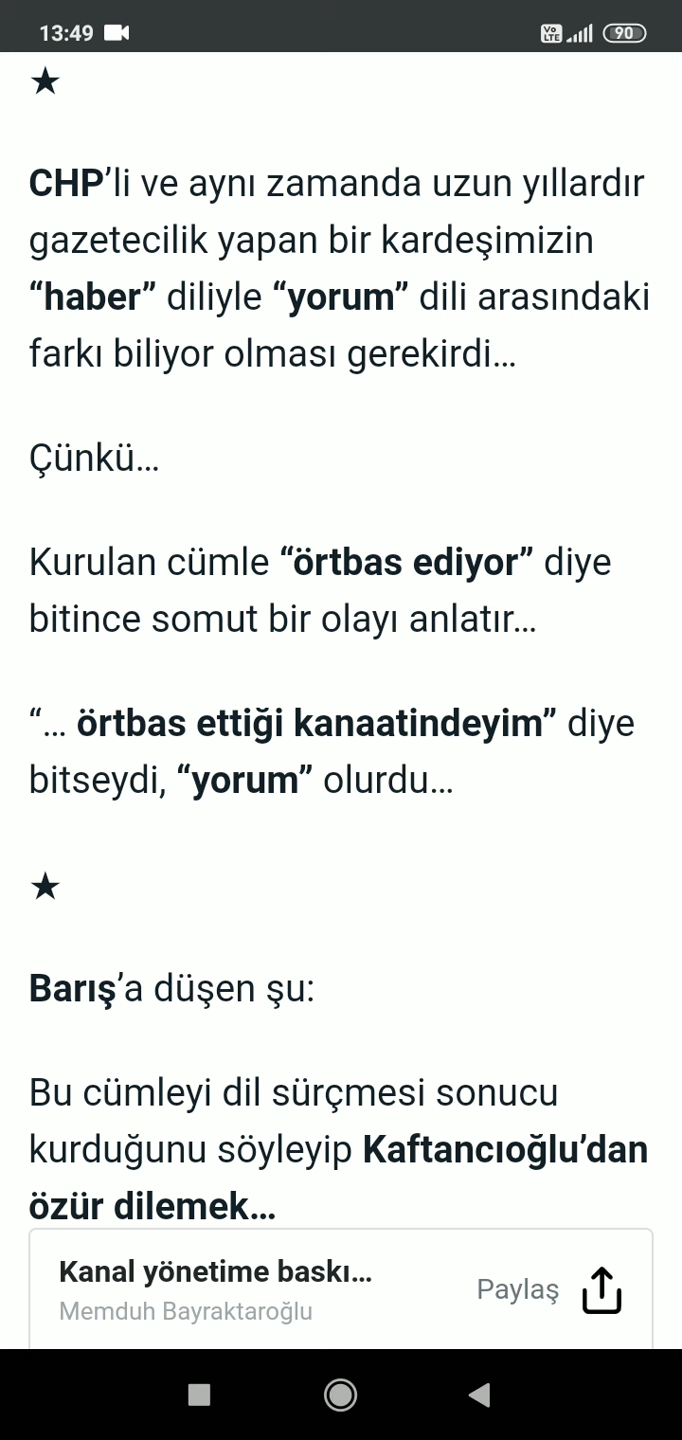 13:49
Vo LTE
90
★
CHP’li ve aynı zamanda uzun yıllardır
gazetecilik yapan bir kardeşimizin
“haber” diliyle “yorum” dili arasındaki
farkı biliyor olması gerekirdi...
Çünkü...
Kurulan cümle “örtbas ediyor” diye
bitince somut bir olayı anlatır...
“... örtbas ettiği kanaatindeyim” diye
bitseydi, “yorum” olurdu...
★
Barış’a düşen şu:
Bu cümleyi dil sürçmesi sonucu
kurduğunu söyleyip Kaftancıoğlu’dan
özür dilemek...
Kanal yönetime baskı...
Memduh Bayraktaroğlu
Paylaş